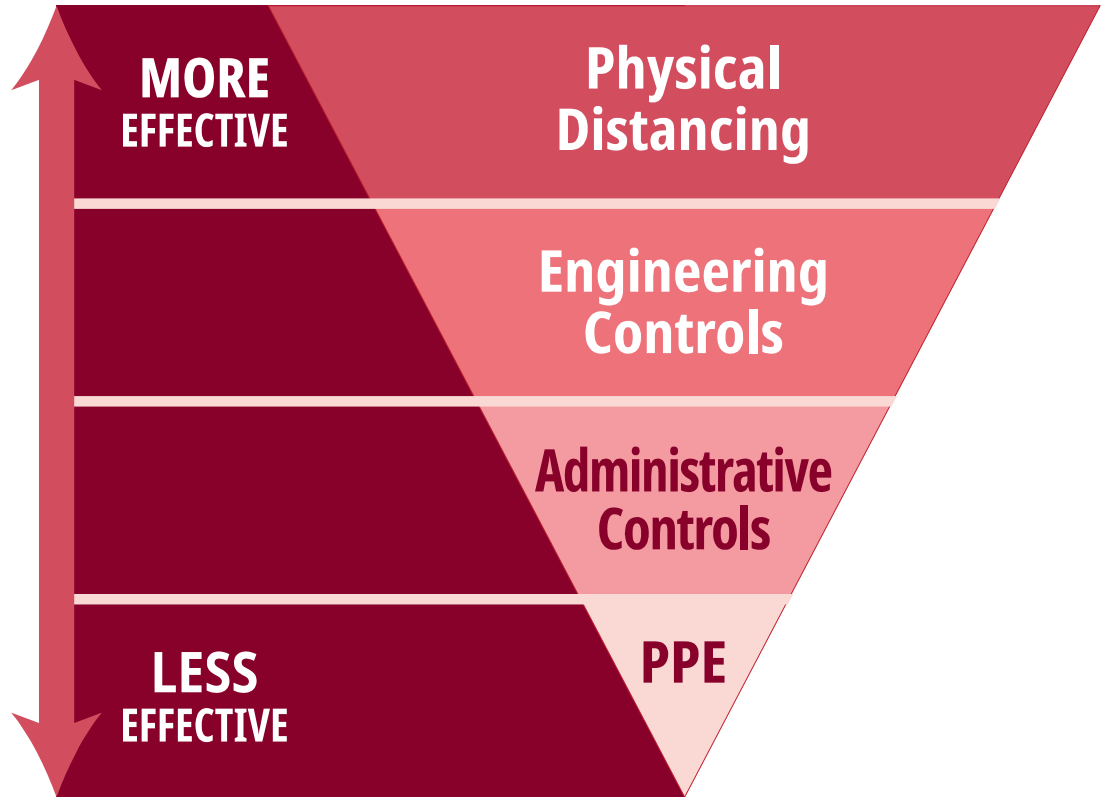 MORE
EFFECTIVE
Physical
Distancing
Engineering
Controls
Administrative
Controls
LESS
EFFECTIVE
PPE